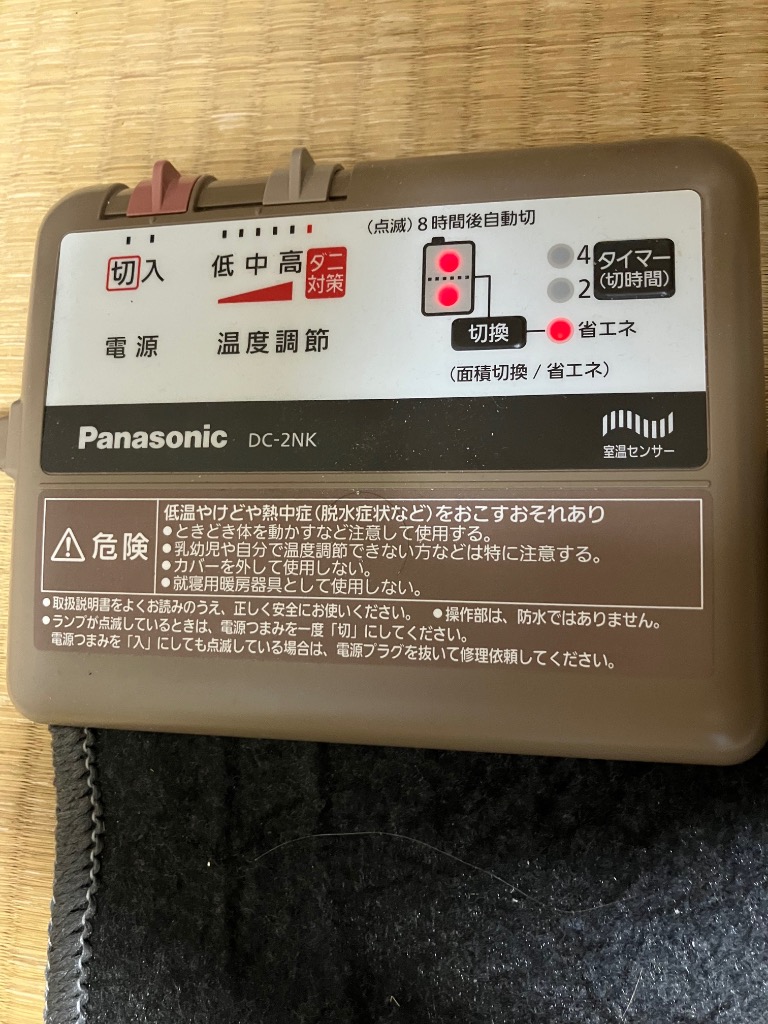 (点滅)8時間後自動切
切 入
低 中 高 ダニ対策
4
2
タイマー
(切時間)
切換
省エネ
電源
温度調節
(面積切換/省エネ)
Panasonic DC-2NK
室温センサー
危険
低温やけどや熱中症(脱水症状など)をおこすおそれあり
●ときどき体を動かすなど注意して使用する。
●乳幼児や自分で温度調節できない方などは特に注意する。
●カバーを外して使用しない。
●就寝用暖房器具として使用しない。
●取扱説明書をよくお読みのうえ、正しく安全にお使いください。 ●操作部は、防水ではありません。
●ランプが点滅しているときは、電源つまみを一度「切」にしてください。
電源つまみを「入」にしても点滅している場合は、電源プラグを抜いて修理依頼してください。